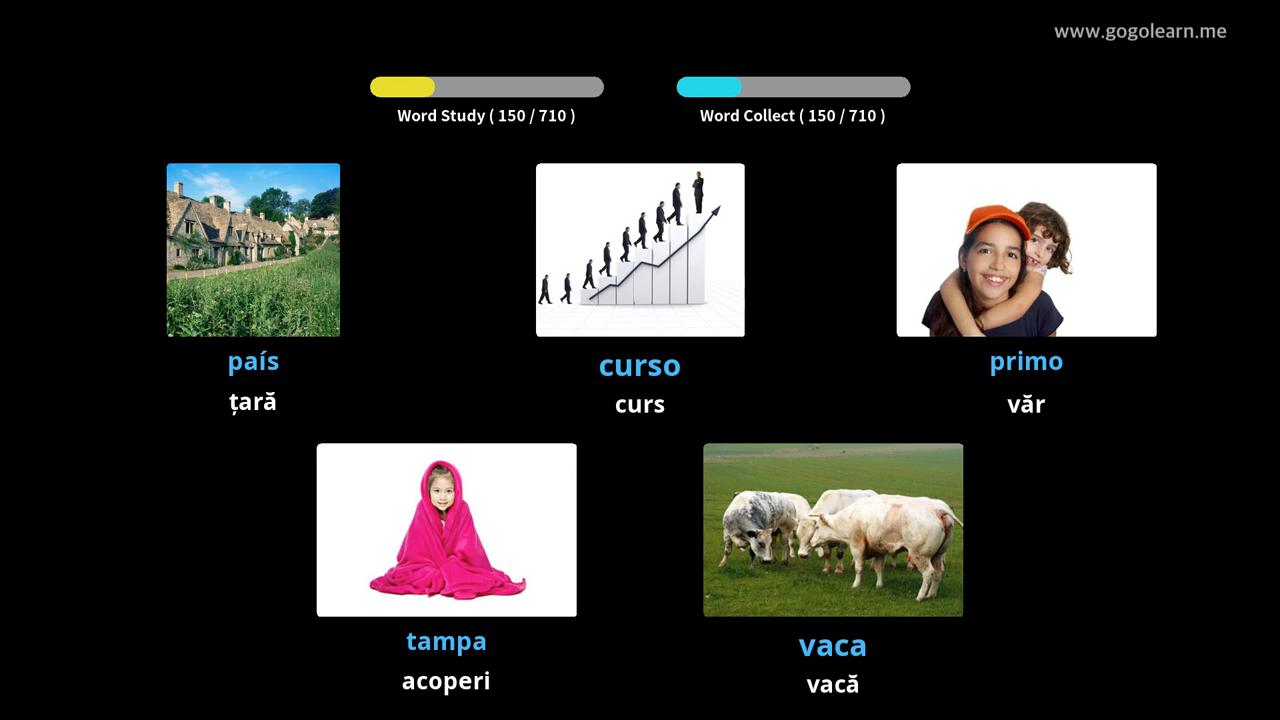 www.gogolearn.me
Word Study ( 150 / 710 )
Word Collect ( 150 / 710 )
país
curso
primo
țară
curs
văr
tampa
vaca
acoperi
vacă